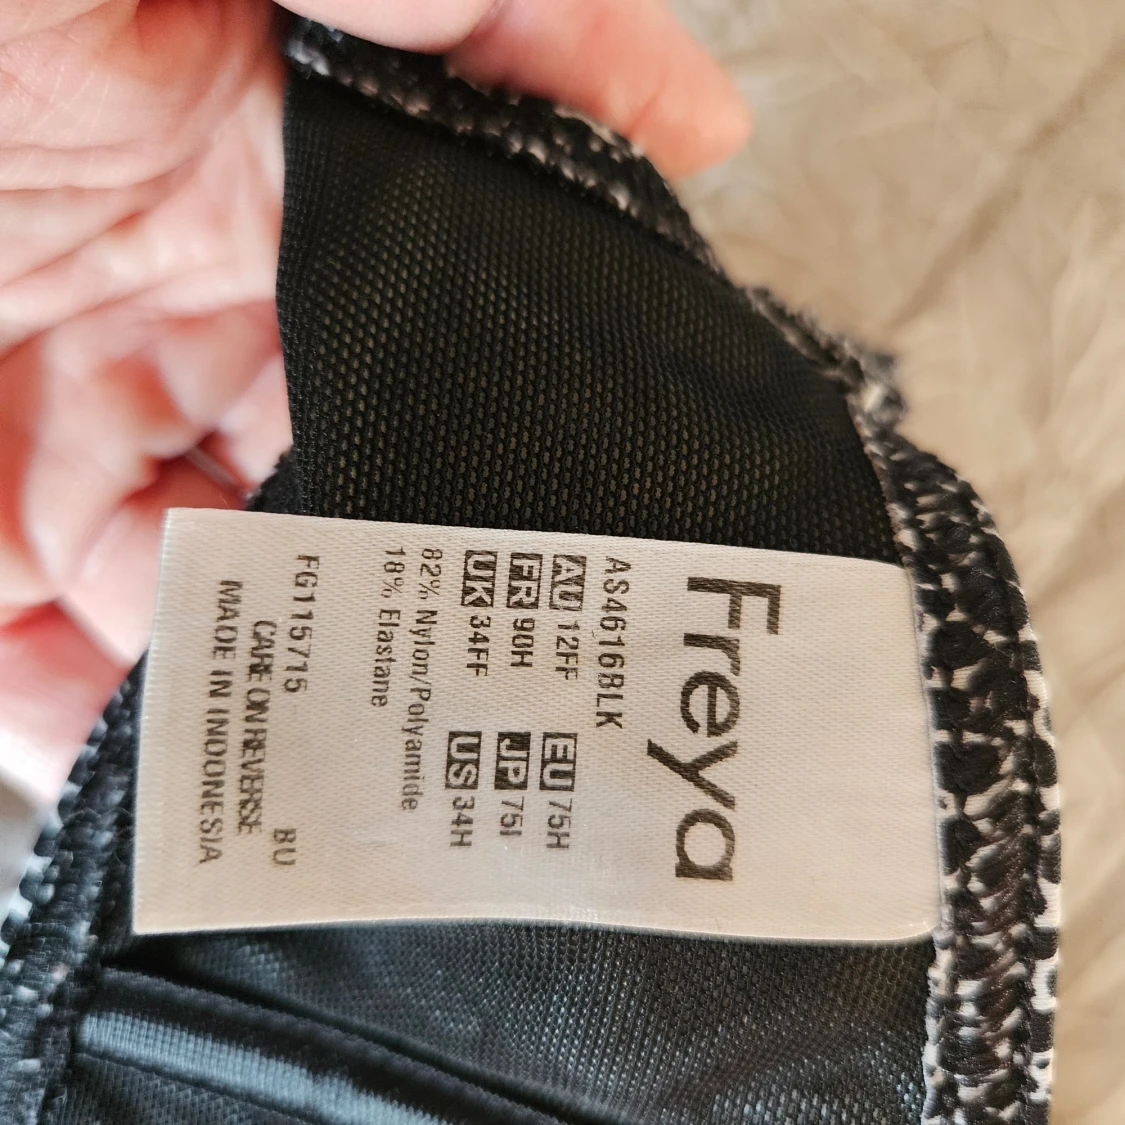 Freya
AS4616BLK
AU 12FF EU 75H
FR 90H JP 75I
UK 34FF US 34H
82% Nylon/Polyamide
18% Elastane
FG115715 BU
CARE ON REVERSE
MADE IN INDONESIA